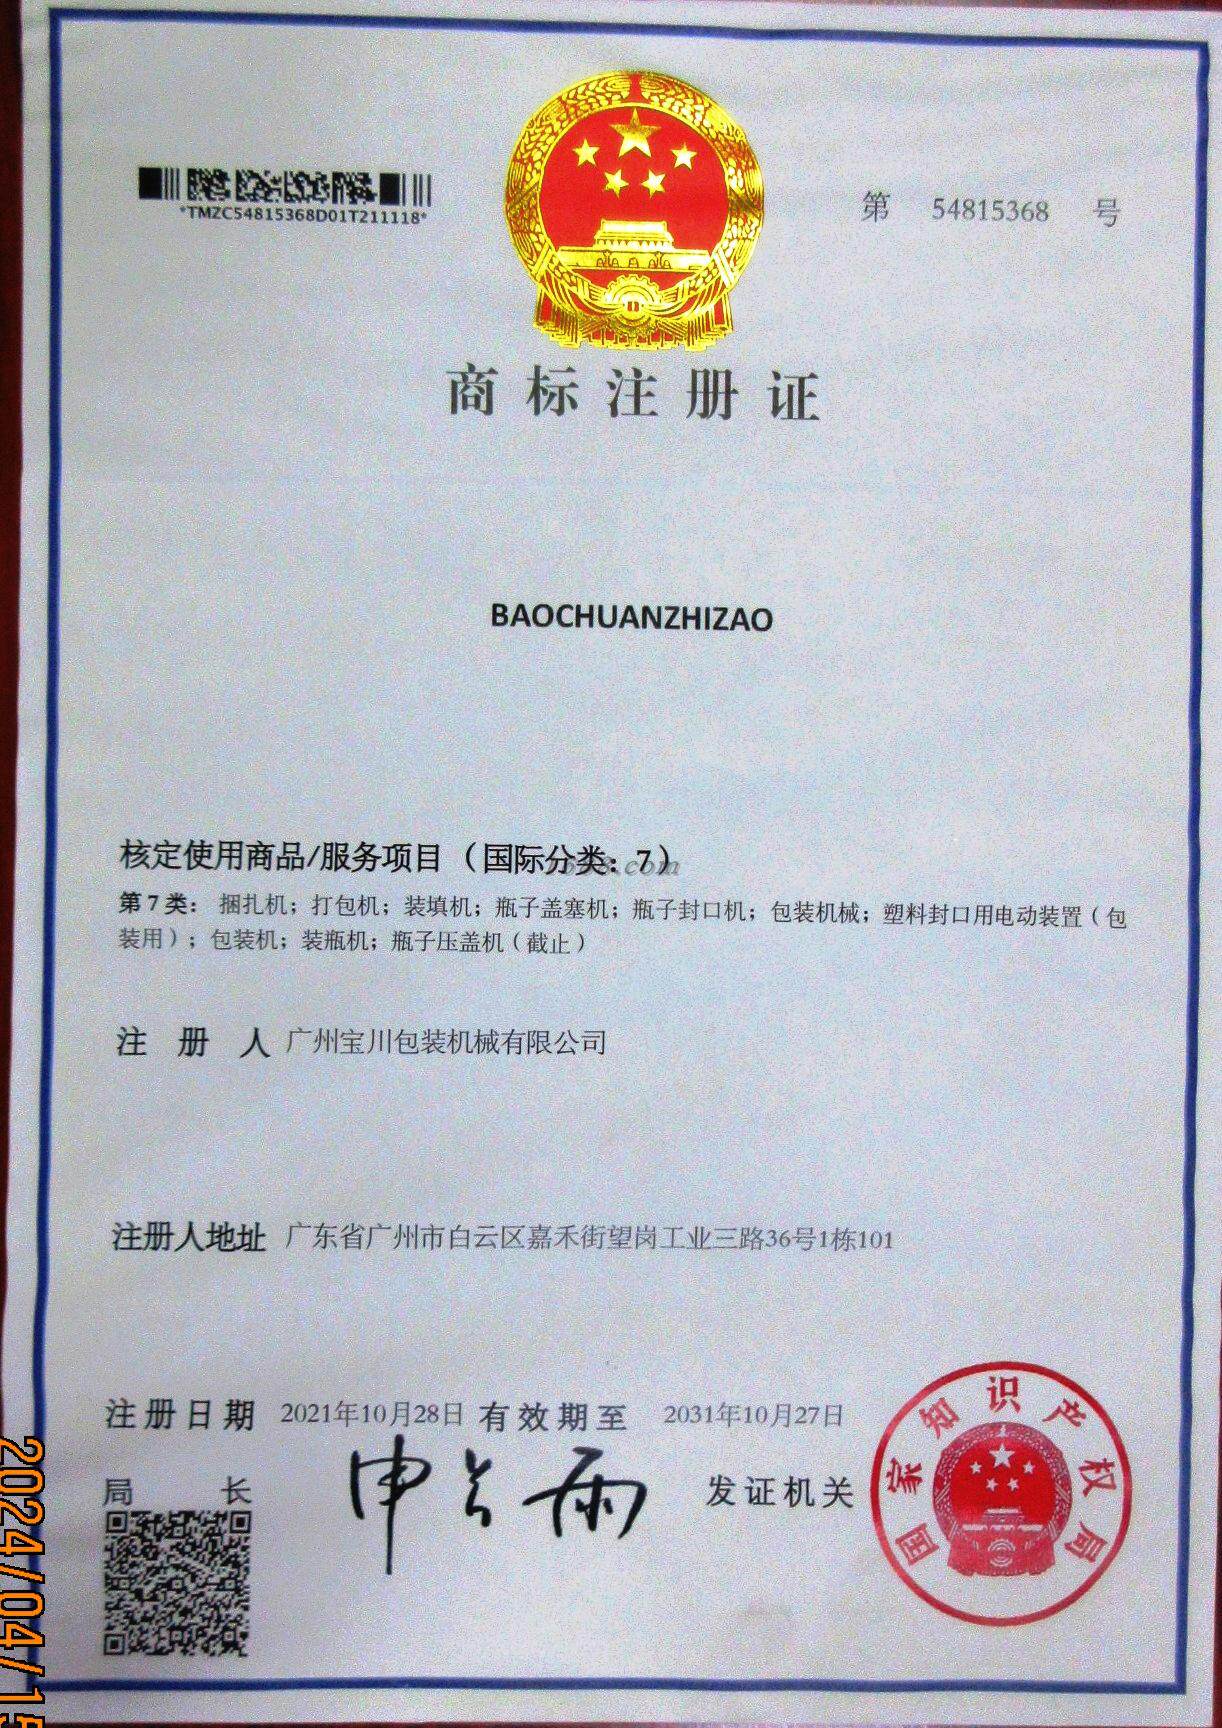 *TMZC54815368D01T211118*
第 54815368 号
商标注册证
BAOCHUANZHIZAO
核定使用商品/服务项目（国际分类：7）
第7类：捆扎机；打包机；装填机；瓶子盖塞机；瓶子封口机；包装机械；塑料封口用电动装置（包
装用）；包装机；装瓶机；瓶子压盖机（截止）
注册人 广州宝川包装机械有限公司
注册人地址 广东省广州市白云区嘉禾街望岗工业三路36号1栋101
注册日期 2021年10月28日 有效期至 2031年10月27日
局长 申长雨 发证机关
国家知识产权局
2024/04/15